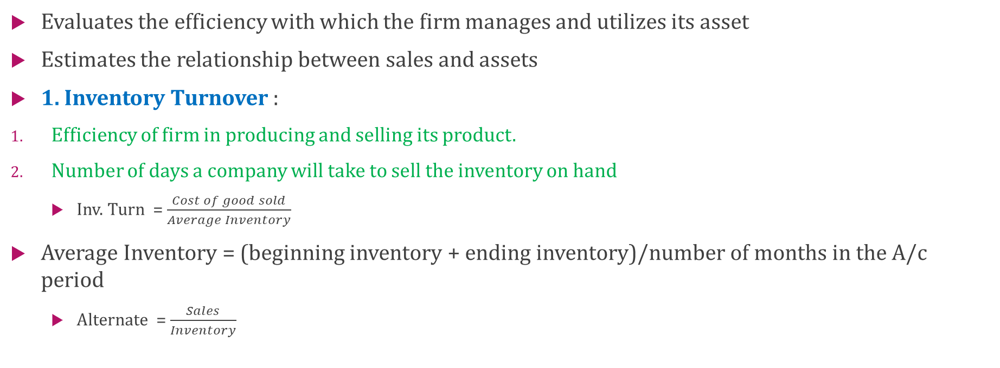 Evaluates the efficiency with which the firm manages and utilizes its asset
Estimates the relationship between sales and assets
1. Inventory Turnover :
1. Efficiency of firm in producing and selling its product.
2. Number of days a company will take to sell the inventory on hand
Inv. Turn = Cost of good sold / Average Inventory
Average Inventory = (beginning inventory + ending inventory)/number of months in the A/c
period
Alternate = Sales / Inventory